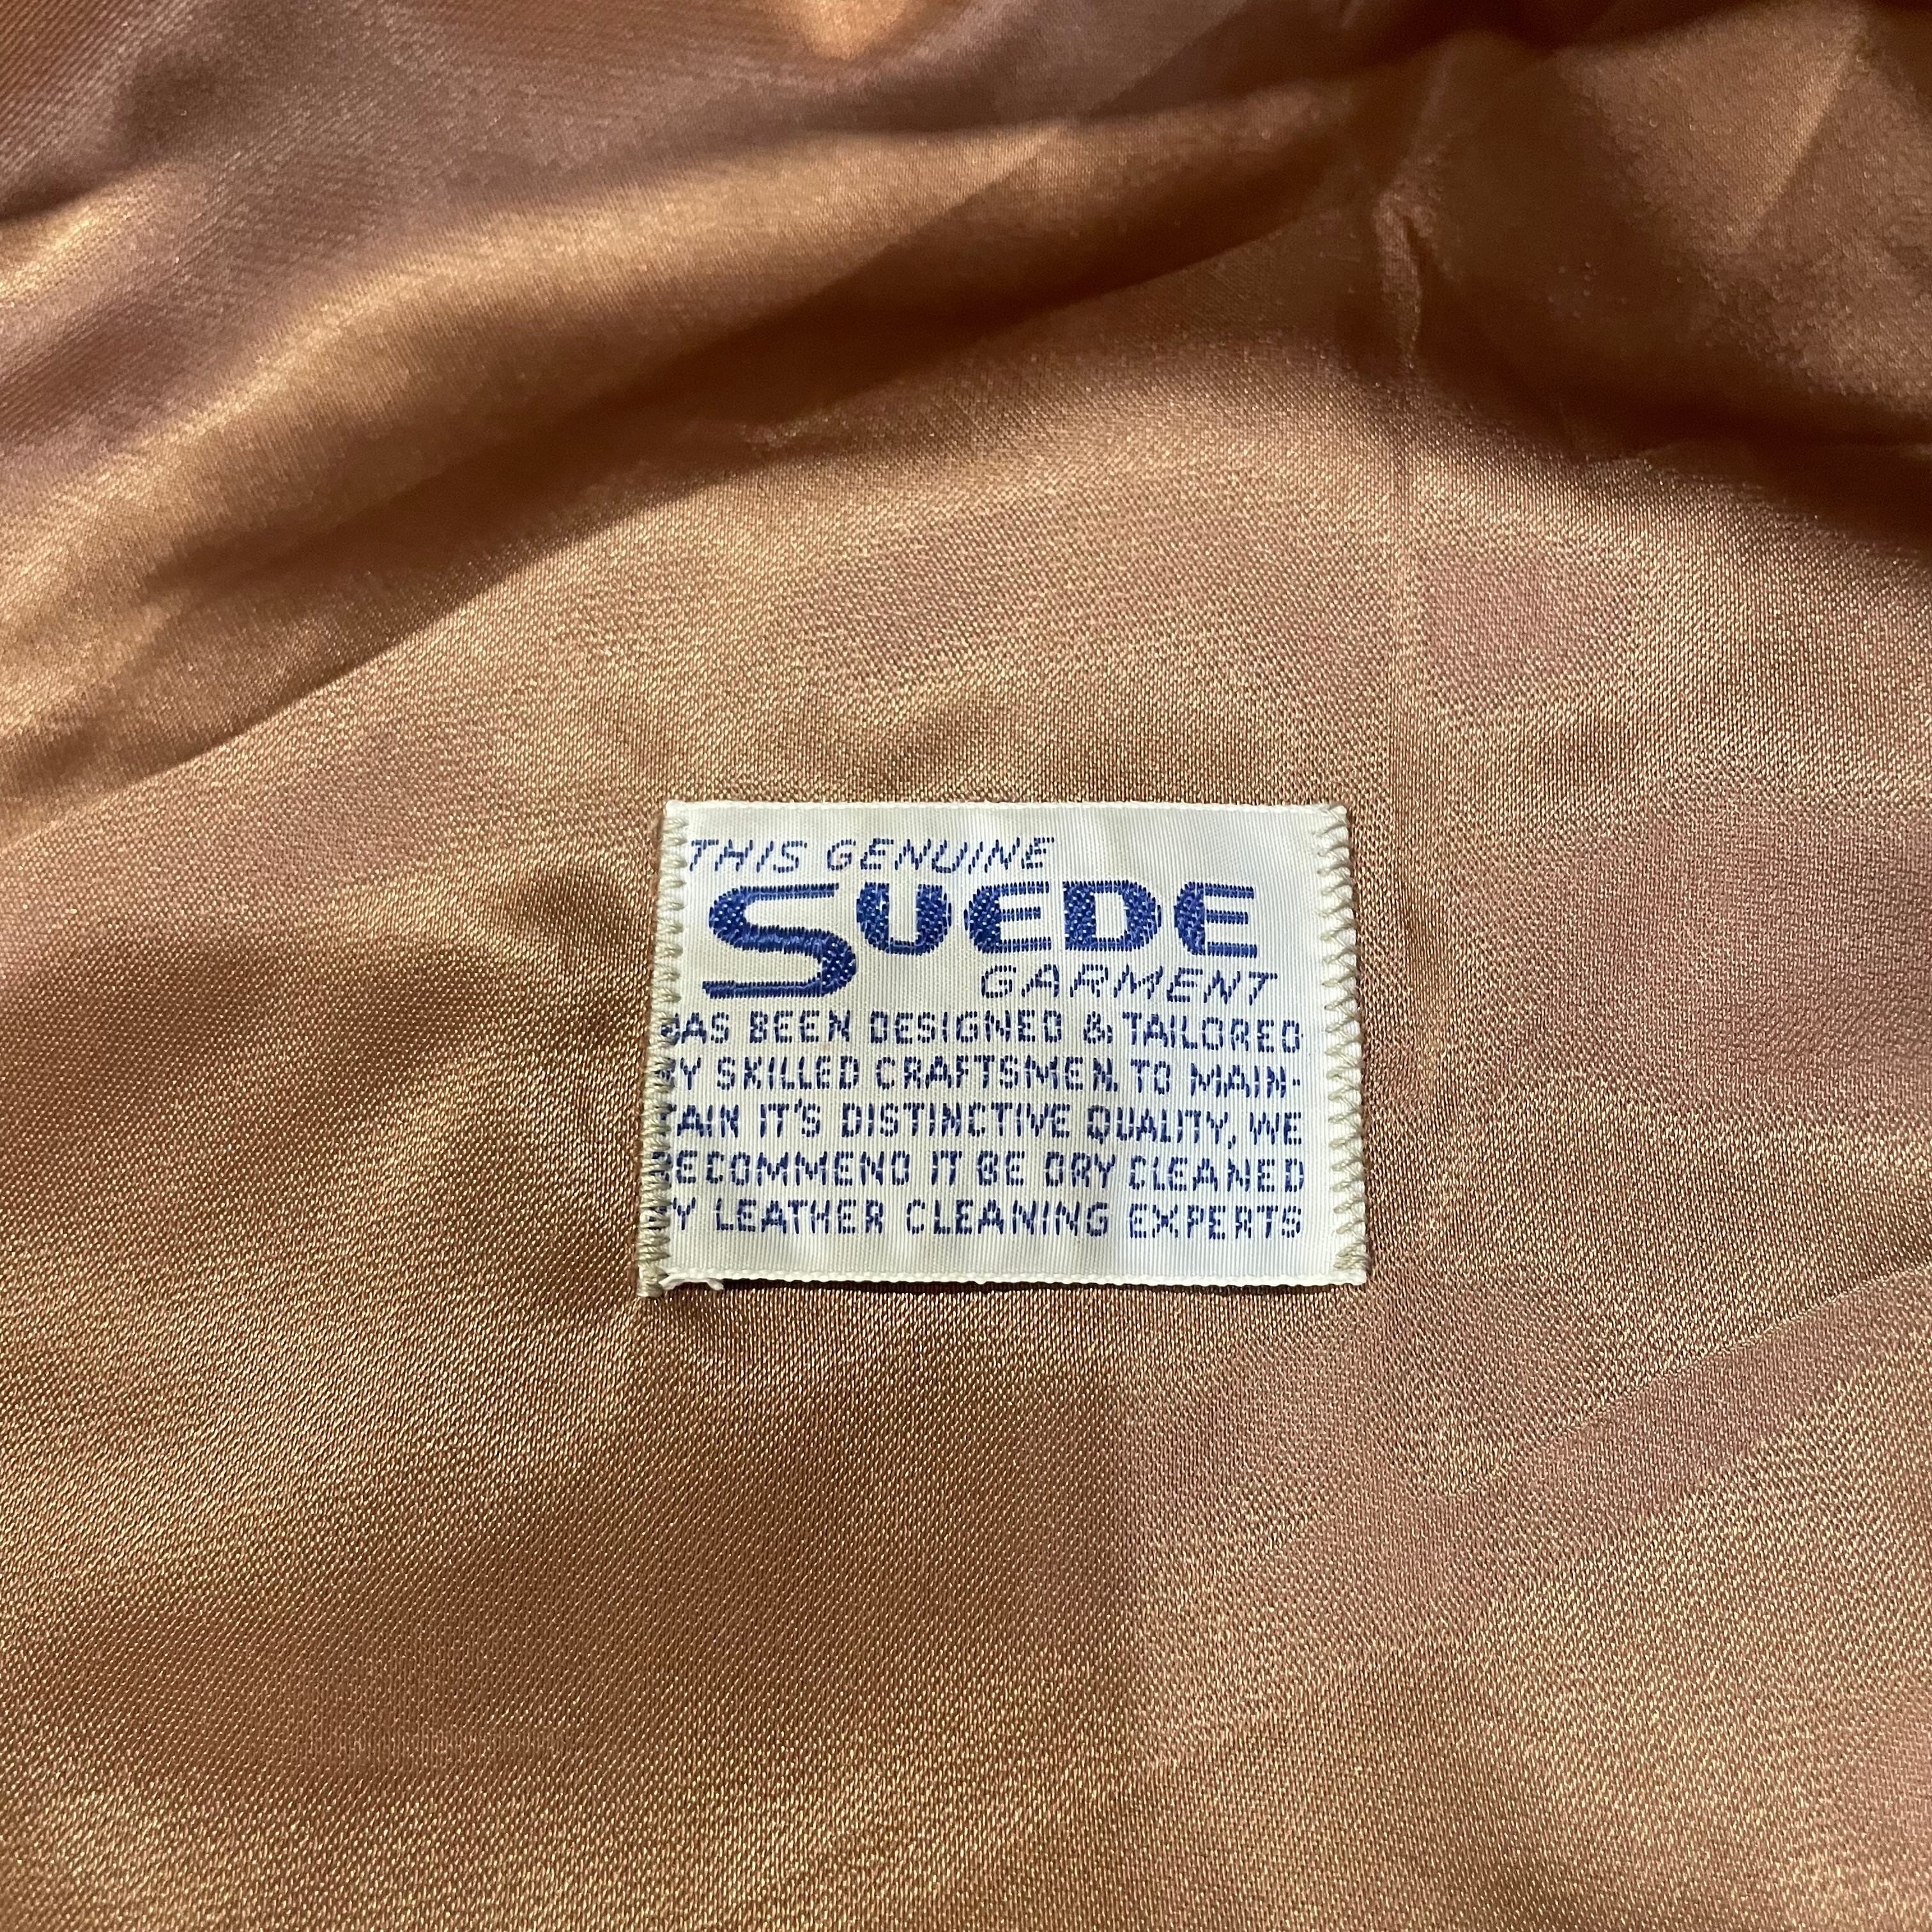 THIS GENUINE
SUEDE
GARMENT
HAS BEEN DESIGNED & TAILORED
BY SKILLED CRAFTSMEN. TO MAIN-
TAIN IT'S DISTINCTIVE QUALITY, WE
RECOMMEND IT BE DRY CLEANED
BY LEATHER CLEANING EXPERTS